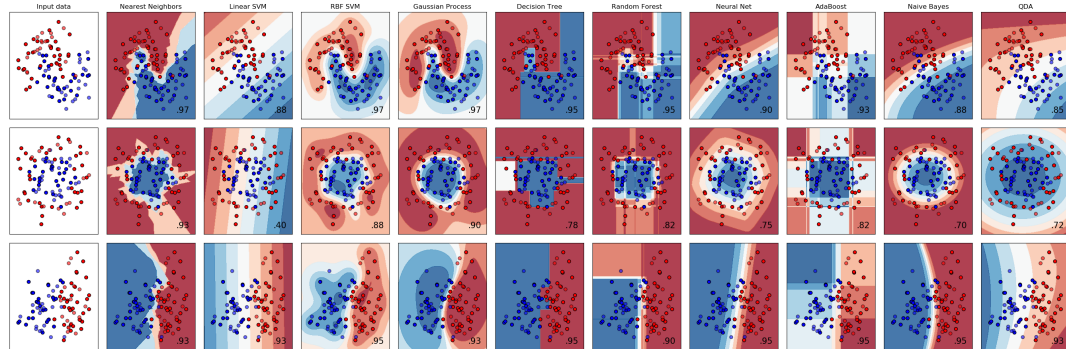 Input data
Nearest Neighbors
Linear SVM
RBF SVM
Gaussian Process
Decision Tree
Random Forest
Neural Net
AdaBoost
Naive Bayes
QDA
.97
.88
.97
.97
.95
.95
.90
.93
.88
.85
.93
.40
.88
.90
.78
.82
.75
.82
.70
.72
.93
.93
.95
.93
.95
.90
.95
.95
.95
.93